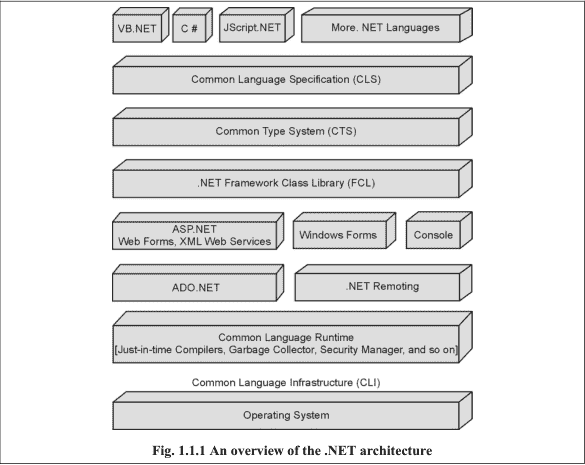 VB.NET
C #
JScript.NET
More. NET Languages
Common Language Specification (CLS)
Common Type System (CTS)
.NET Framework Class Library (FCL)
ASP.NET
Web Forms, XML Web Services
Windows Forms
Console
ADO.NET
.NET Remoting
Common Language Runtime
[Just-in-time Compilers, Garbage Collector, Security Manager, and so on]
Common Language Infrastructure (CLI)
Operating System
Fig. 1.1.1 An overview of the .NET architecture